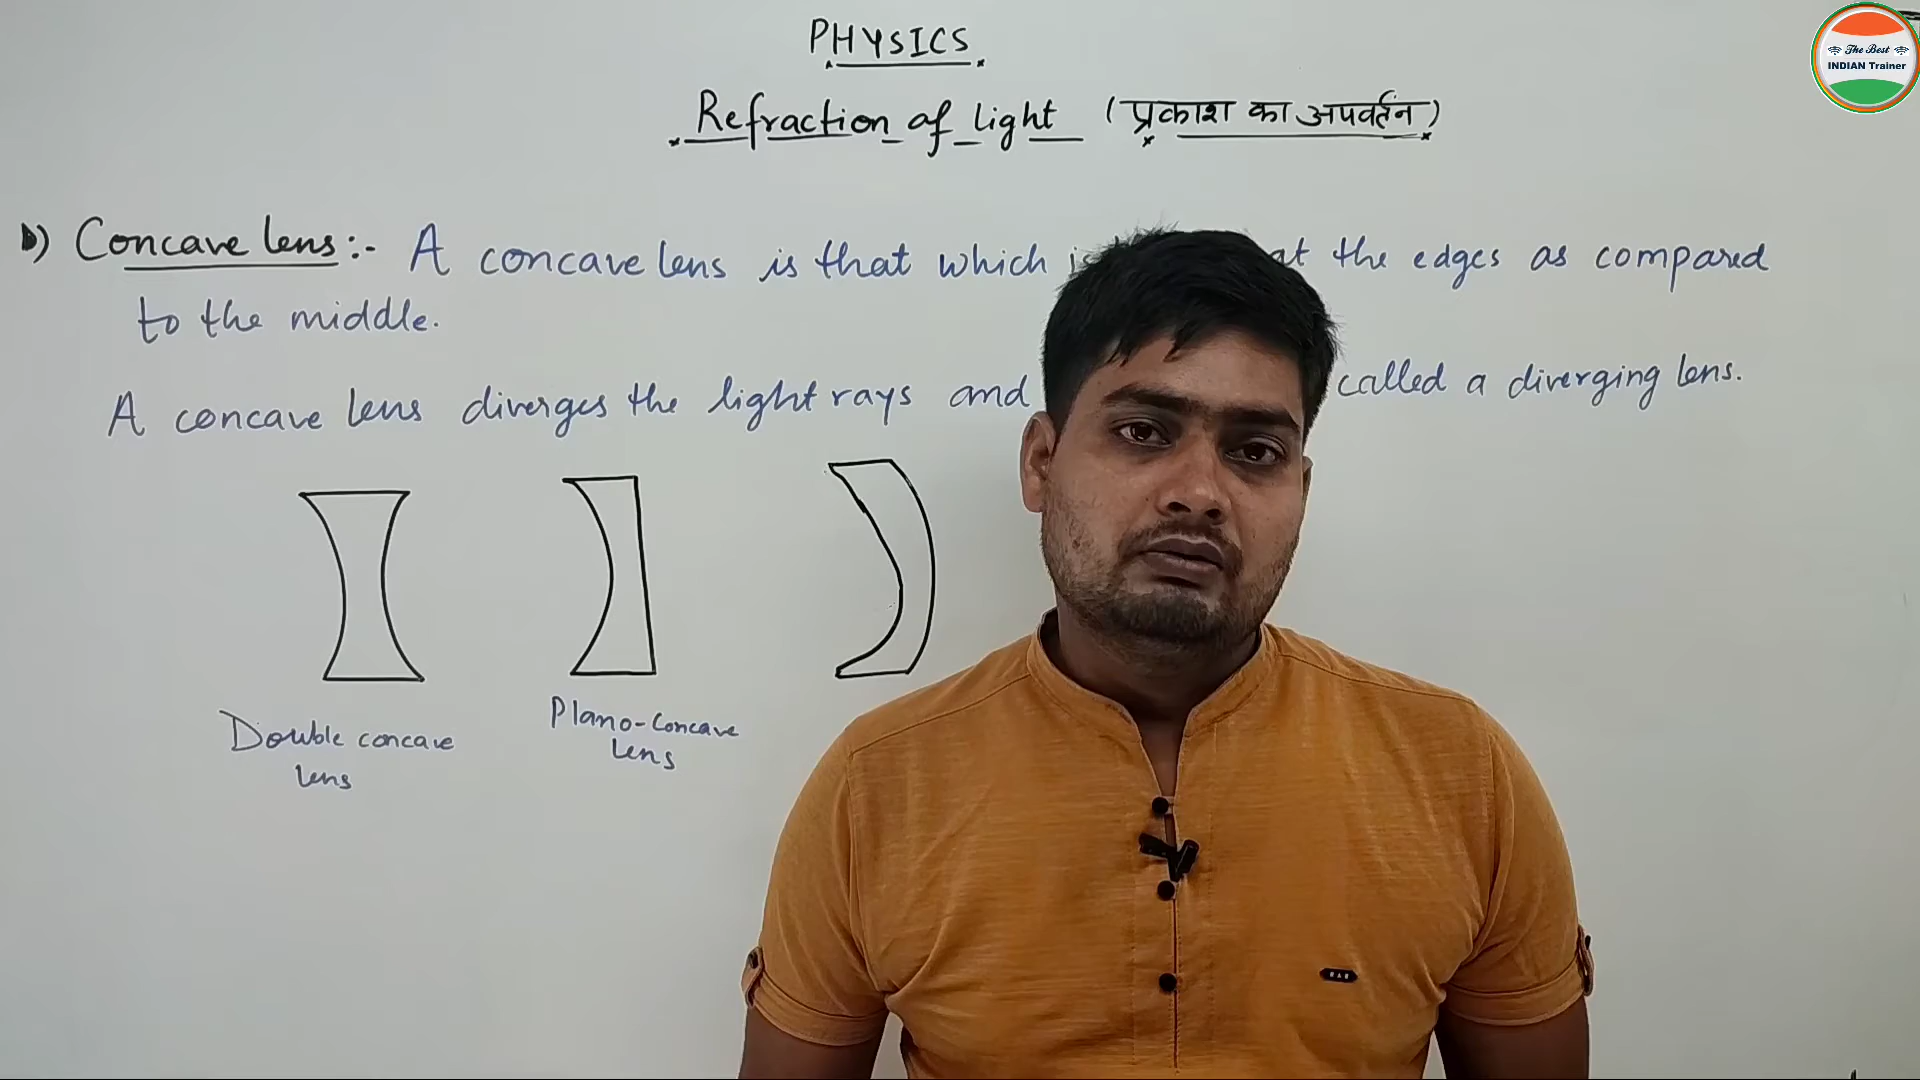 PHYSICS
Refraction of light (प्रकाश का अपवर्तन)
The Best
INDIAN Trainer
b) Concave lens:- A concave lens is that which is at the edges as compared
to the middle.
A concave lens diverges the light rays and called a diverging lens.
Double concave
lens
Plano-Concave
lens